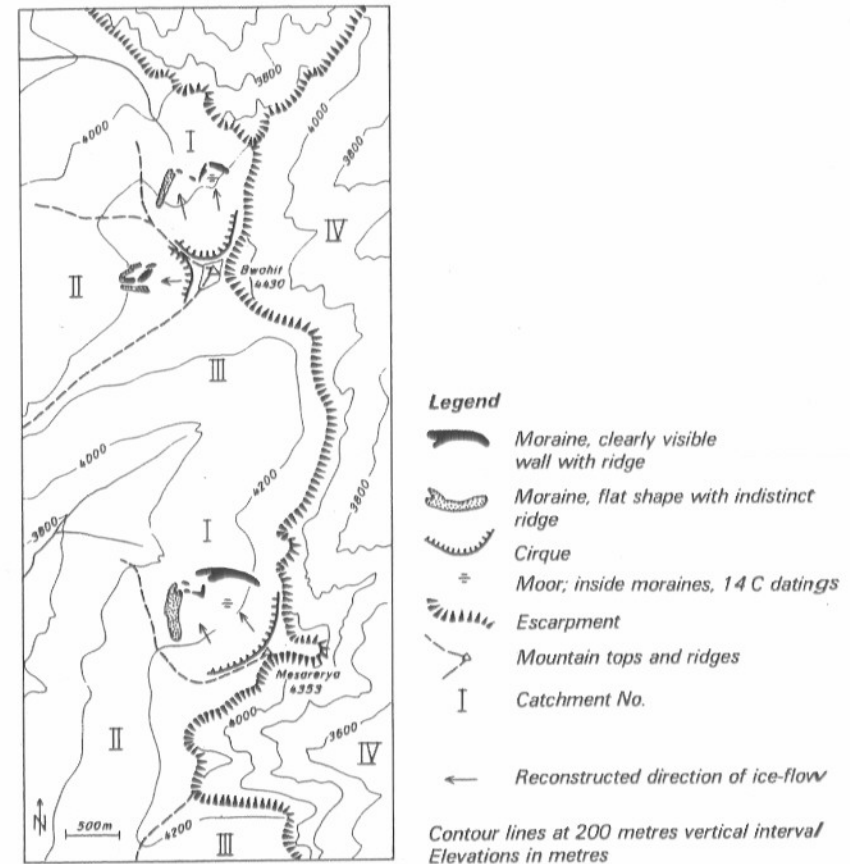 3800
4000
4000
I
3800
IV
Bwahit
4430
II
III
4000
4200
3800
3800
I
Mesarerya
4353
4000
3600
II
IV
N
500m
4200
III
Legend
Moraine, clearly visible
wall with ridge
Moraine, flat shape with indistinct
ridge
Cirque
Moor; inside moraines, 14 C datings
Escarpment
Mountain tops and ridges
I
Catchment No.
Reconstructed direction of ice-flow
Contour lines at 200 metres vertical interval
Elevations in metres